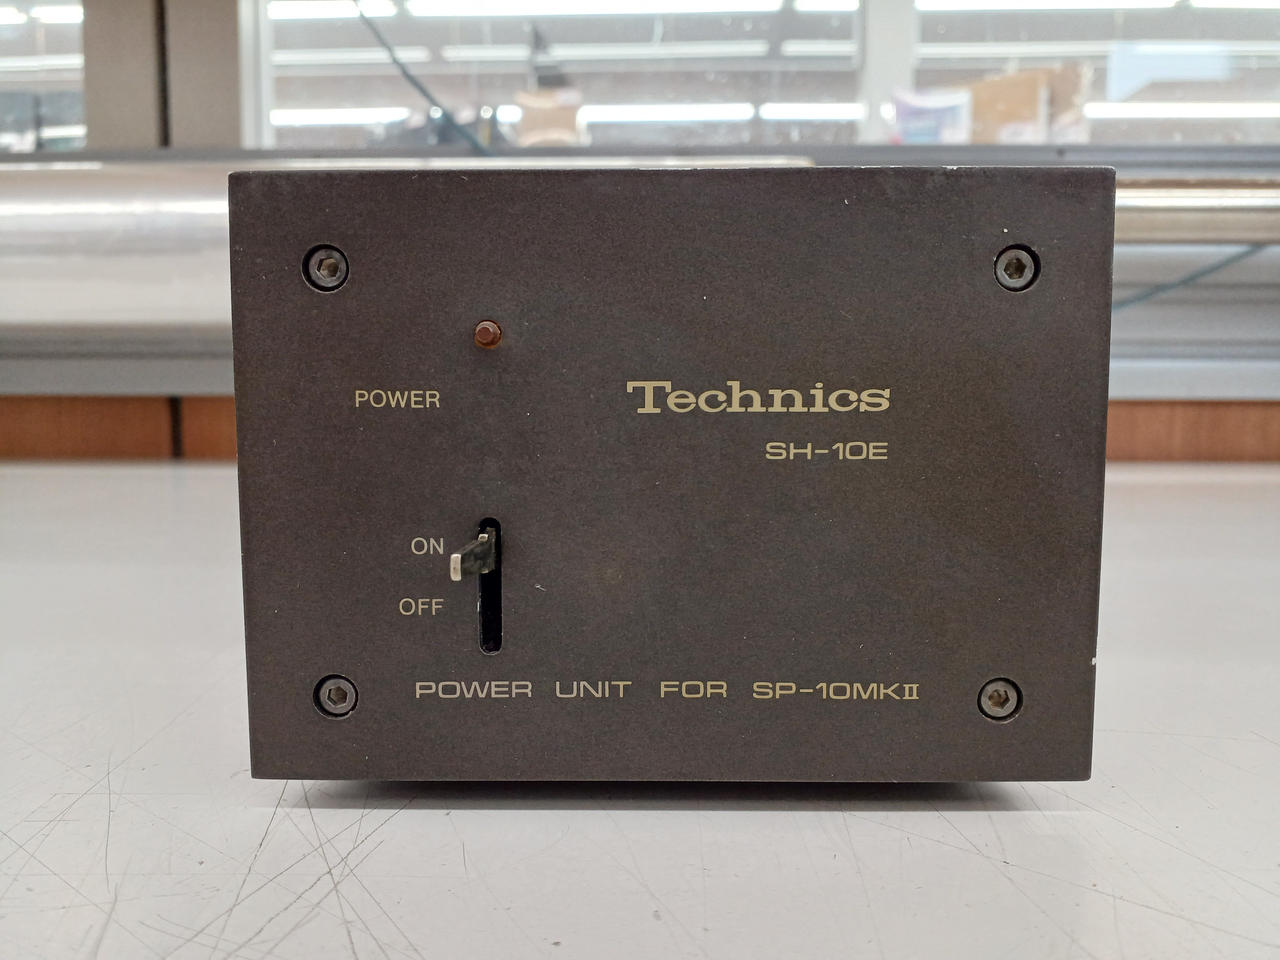 Technics
POWER
SH-10E
ON
OFF
POWER UNIT FOR SP-10MKII